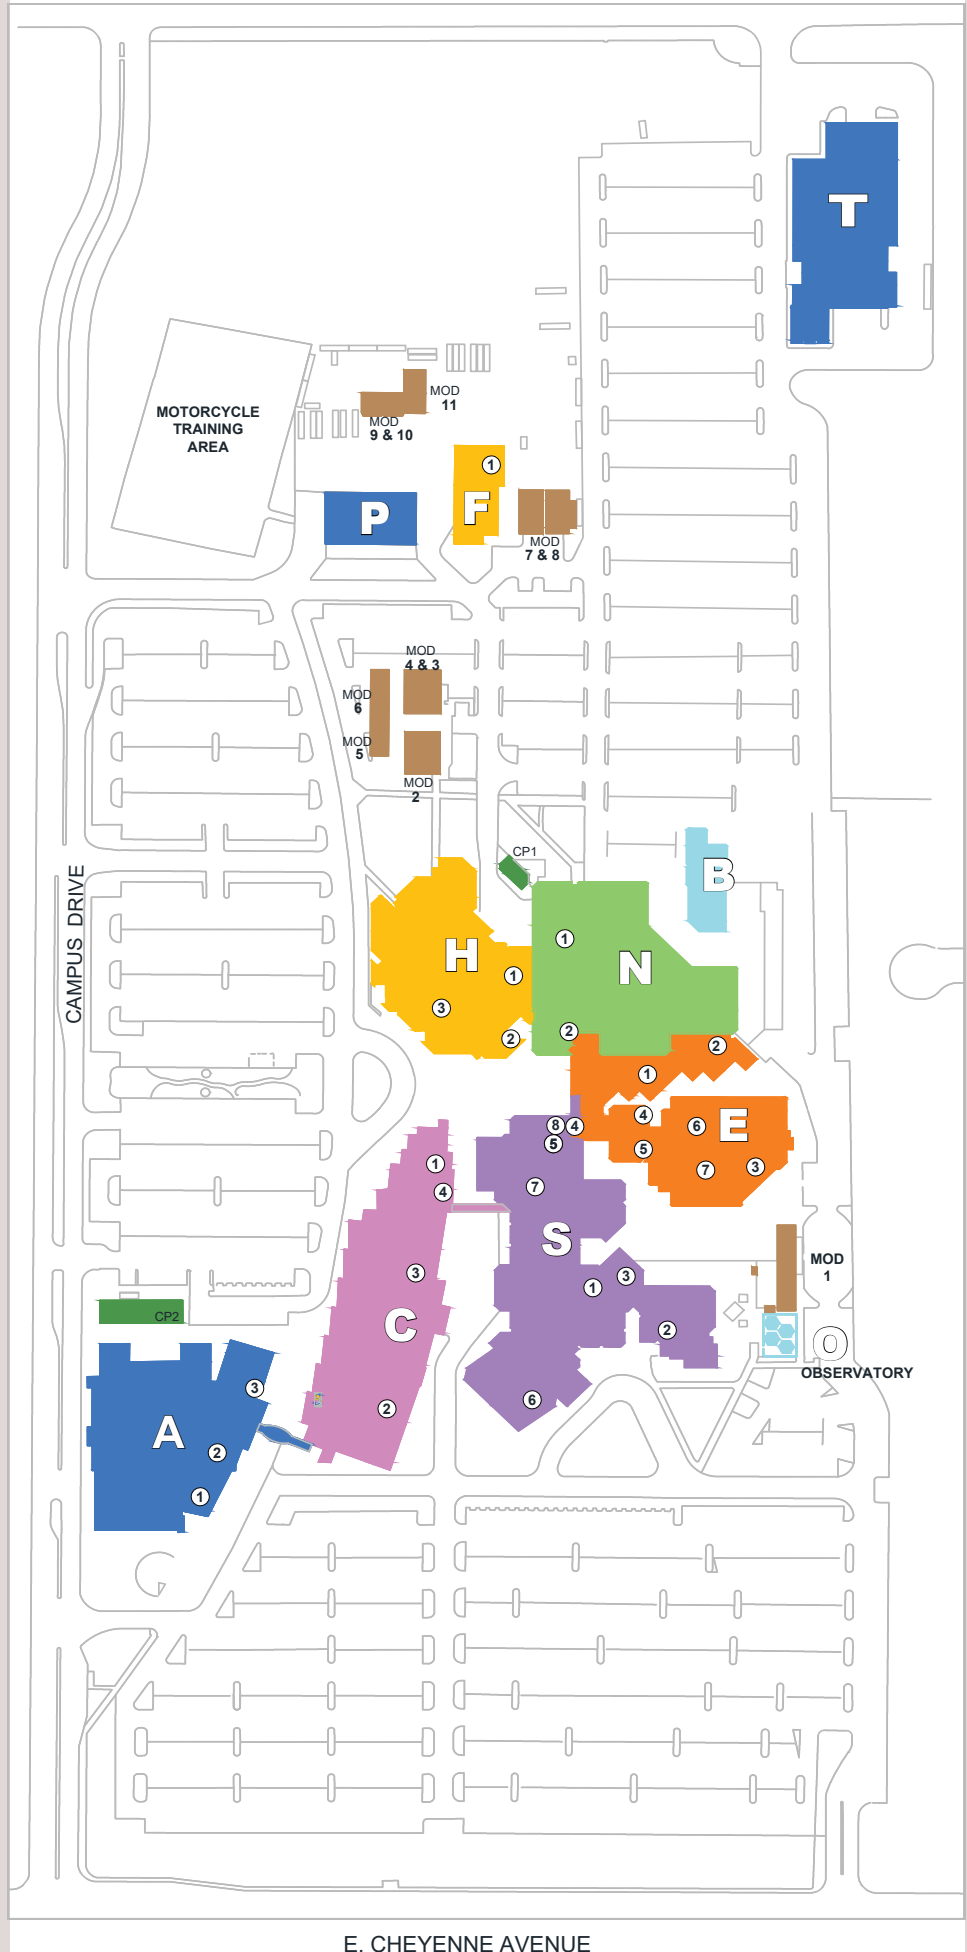 T
MOTORCYCLE
TRAINING
AREA
MOD
11
MOD
9 & 10
1
F
P
MOD
7 & 8
MOD
4 & 3
MOD
6
MOD
5
MOD
2
CP1
B
CAMPUS DRIVE
1
H
N
1
3
2
2
2
1
4
8
4
6
E
5
5
1
7
3
4
7
S
MOD
1
3
3
1
CP2
C
2
O
OBSERVATORY
3
6
2
A
2
1
E. CHEYENNE AVENUE